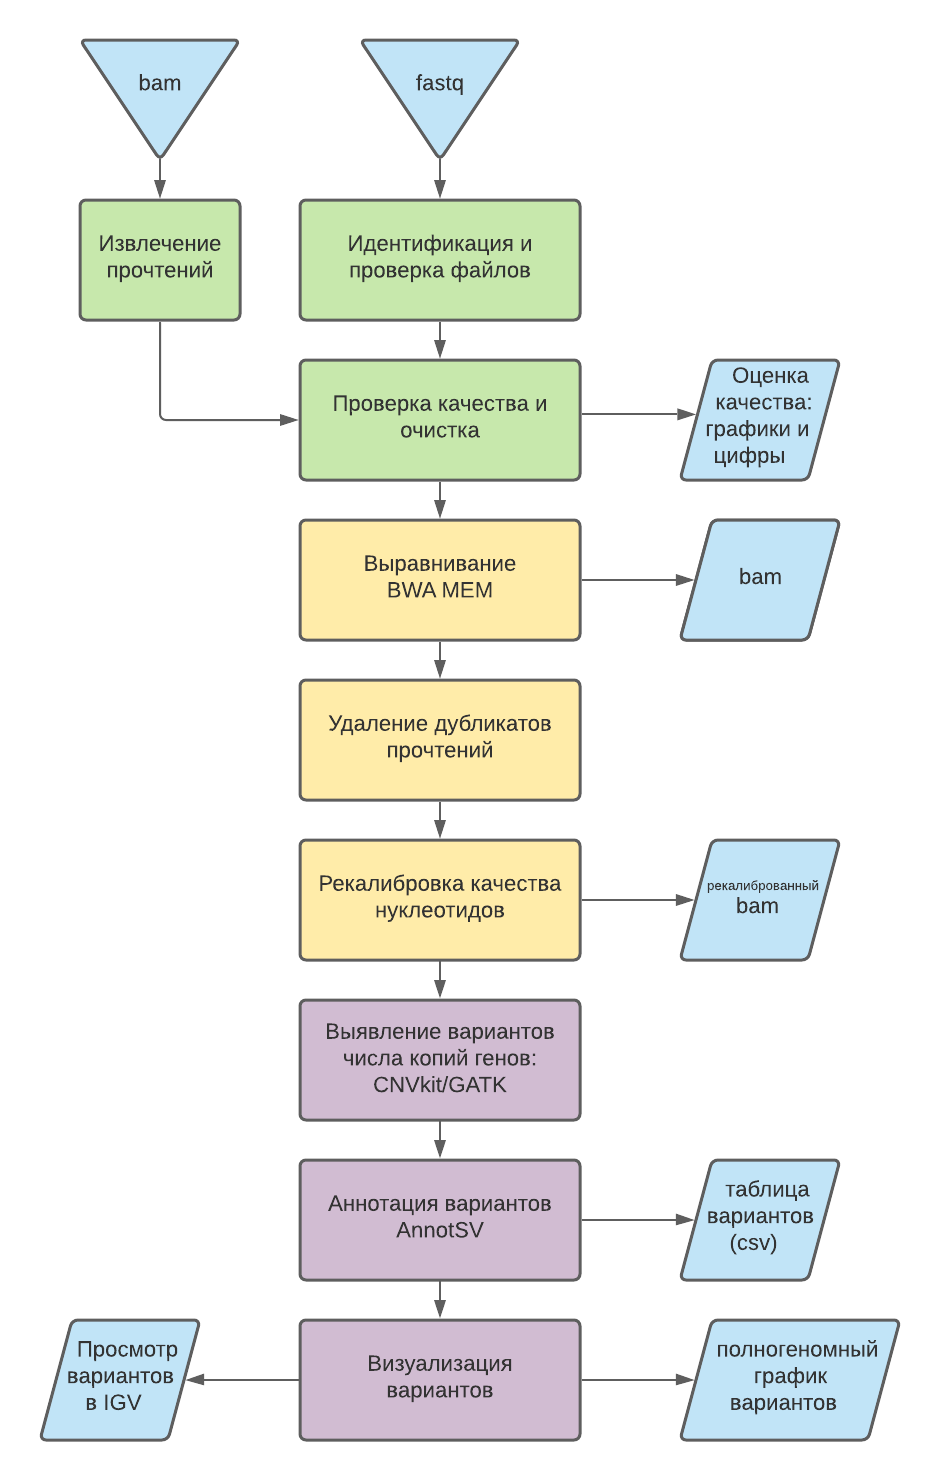 bam
fastq
Извлечение
прочтений
Идентификация и
проверка файлов
Проверка качества и
очистка
Оценка
качества:
графики и
цифры
Выравнивание
BWA MEM
bam
Удаление дубликатов
прочтений
Рекалибровка качества
нуклеотидов
рекалиброванный
bam
Выявление вариантов
числа копий генов:
CNVkit/GATK
Аннотация вариантов
AnnotSV
таблица
вариантов
(csv)
Просмотр
вариантов
в IGV
Визуализация
вариантов
полногеномный
график
вариантов